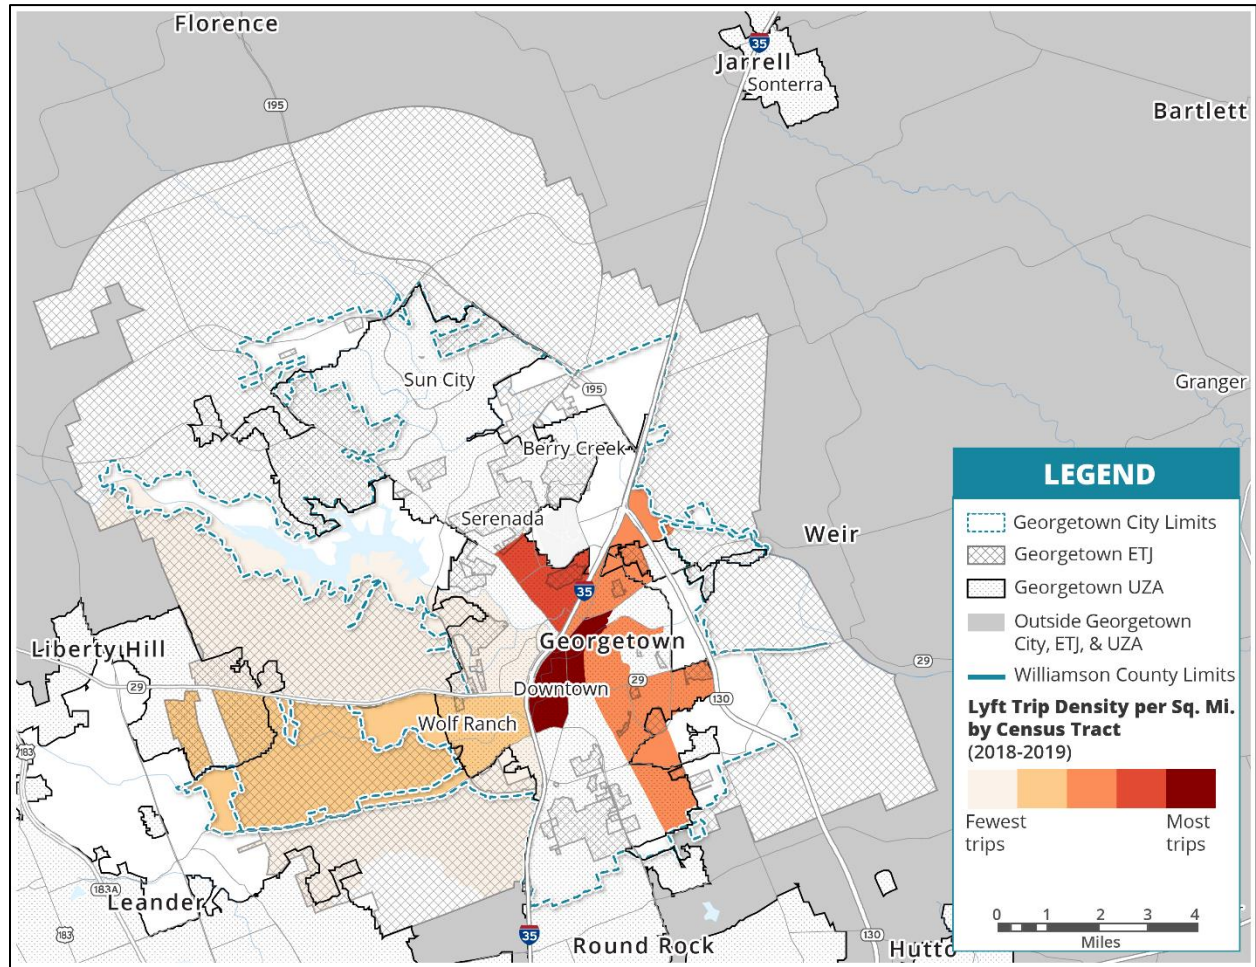 Florence
35
Jarrell
Sonterra
195
Bartlett
Sun City
Granger
195
Berry Creek
Serenada
Weir
35
Georgetown
Liberty Hill
29
29
29
Downtown
130
Wolf Ranch
183
183A
Leander
183
35
Round Rock
130
Hutto
LEGEND
Georgetown City Limits
Georgetown ETJ
Georgetown UZA
Outside Georgetown
City, ETJ, & UZA
Williamson County Limits
Lyft Trip Density per Sq. Mi.
by Census Tract
(2018-2019)
Fewest
trips
Most
trips
0 1 2 3 4
Miles